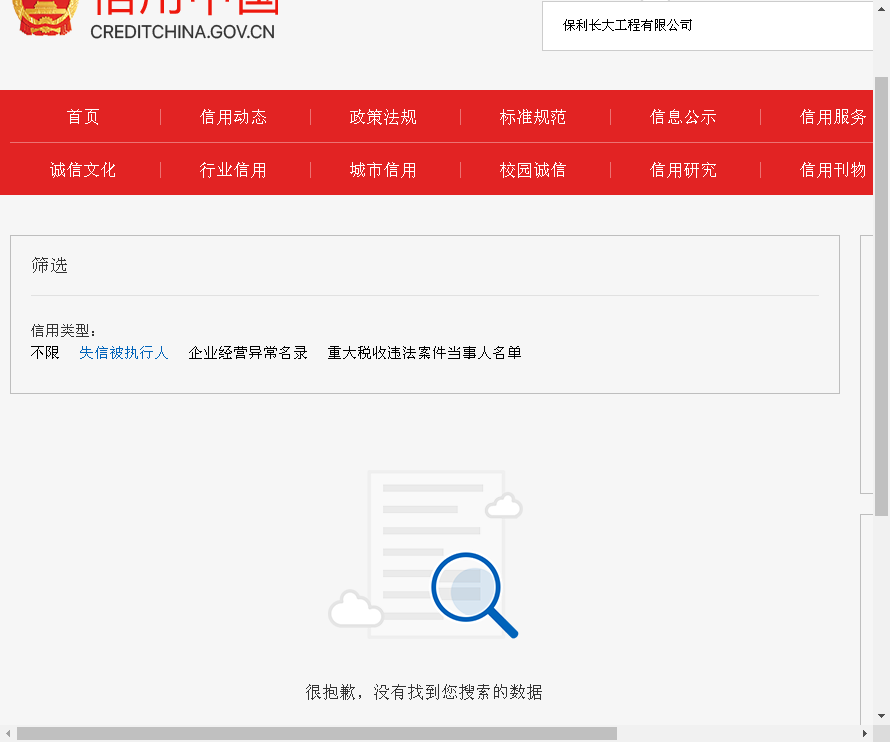 信用中国
CREDITCHINA.GOV.CN
保利长大工程有限公司
首页 信用动态 政策法规 标准规范 信息公示 信用服务
诚信文化 行业信用 城市信用 校园诚信 信用研究 信用刊物
筛选
信用类型：
不限 失信被执行人 企业经营异常名录 重大税收违法案件当事人名单
很抱歉，没有找到您搜索的数据